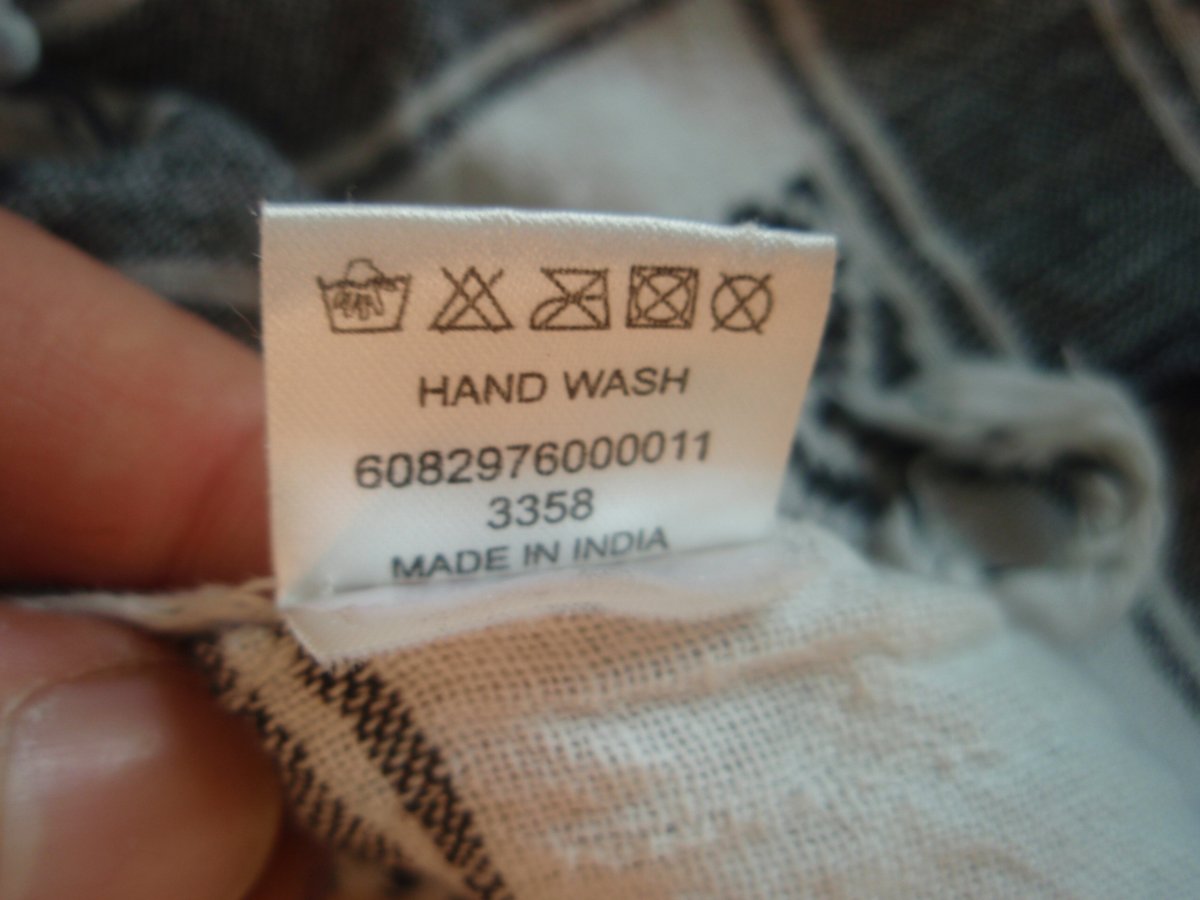 HAND WASH
6082976000011
3358
MADE IN INDIA